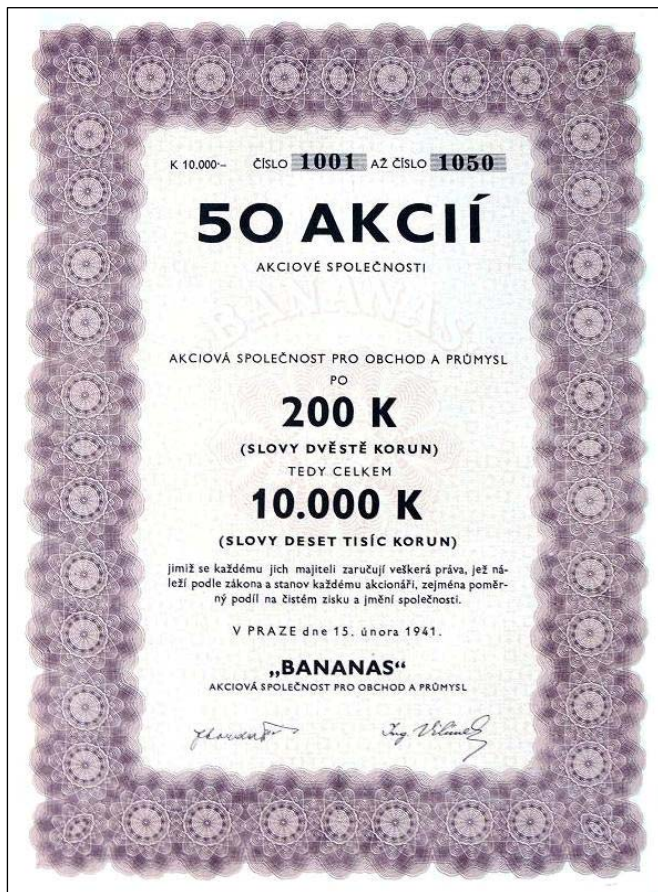 K 10.000·– ČÍSLO 1001 AŽ ČÍSLO 1050
50 AKCIÍ
AKCIOVÉ SPOLEČNOSTI
„BANANAS“
AKCIOVÁ SPOLEČNOST PRO OBCHOD A PRŮMYSL
PO
200 K
(SLOVY DVĚSTĚ KORUN)
TEDY CELKEM
10.000 K
(SLOVY DESET TISÍC KORUN)
jimiž se každému jich majiteli zaručují veškerá práva, jež ná-
leží podle zákona a stanov každému akcionáři, zejména poměr-
ný podíl na čistém zisku a jmění společnosti.
V PRAZE dne 15. února 1941.
„BANANAS“
AKCIOVÁ SPOLEČNOST PRO OBCHOD A PRŮMYSL
Ing.